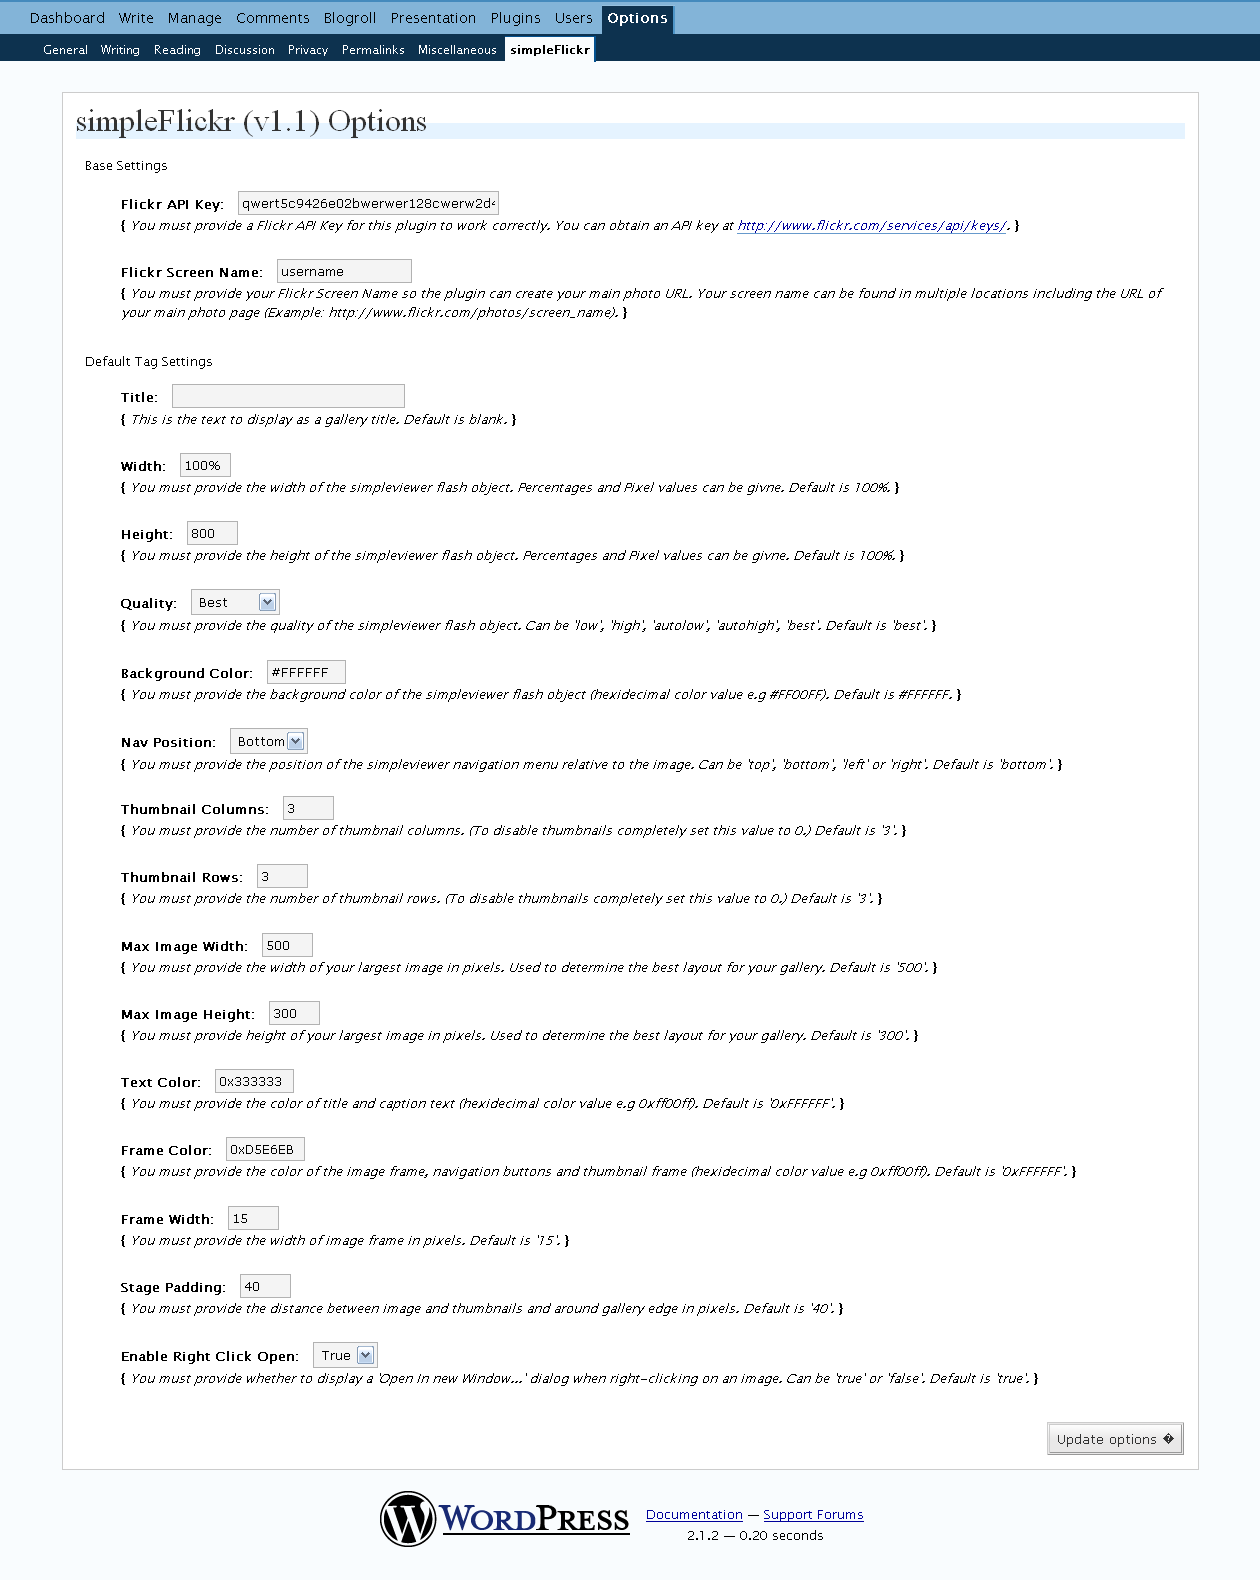 Dashboard Write Manage Comments Blogroll Presentation Plugins Users Options
General Writing Reading Discussion Privacy Permalinks Miscellaneous simpleFlickr
simpleFlickr (v1.1) Options
Base Settings
Flickr API Key: qwert5c9426e02bwerwer128cwerw2d
{ You must provide a Flickr API Key for this plugin to work correctly. You can obtain an API key at http://www.flickr.com/services/api/keys/. }
Flickr Screen Name: username
{ You must provide your Flickr Screen Name so the plugin can create your main photo URL. Your screen name can be found in multiple locations including the URL of
your main photo page (Example: http://www.flickr.com/photos/screen_name). }
Default Tag Settings
Title:
{ This is the text to display as a gallery title. Default is blank. }
Width: 100%
{ You must provide the width of the simpleviewer flash object. Percentages and Pixel values can be givne. Default is 100%. }
Height: 800
{ You must provide the height of the simpleviewer flash object. Percentages and Pixel values can be givne. Default is 100%. }
Quality: Best
{ You must provide the quality of the simpleviewer flash object. Can be 'low', 'high', 'autolow', 'autohigh', 'best'. Default is 'best'. }
Background Color: #FFFFFF
{ You must provide the background color of the simpleviewer flash object (hexidecimal color value e.g #FF00FF). Default is #FFFFFF. }
Nav Position: Bottom
{ You must provide the position of the simpleviewer navigation menu relative to the image. Can be 'top', 'bottom', 'left' or 'right'. Default is 'bottom'. }
Thumbnail Columns: 3
{ You must provide the number of thumbnail columns. (To disable thumbnails completely set this value to 0.) Default is '3'. }
Thumbnail Rows: 3
{ You must provide the number of thumbnail rows. (To disable thumbnails completely set this value to 0.) Default is '3'. }
Max Image Width: 500
{ You must provide the width of your largest image in pixels. Used to determine the best layout for your gallery. Default is '500'. }
Max Image Height: 300
{ You must provide height of your largest image in pixels. Used to determine the best layout for your gallery. Default is '300'. }
Text Color: 0x333333
{ You must provide the color of title and caption text (hexidecimal color value e.g 0xff00ff). Default is '0xFFFFFF'. }
Frame Color: 0xD5E6EB
{ You must provide the color of the image frame, navigation buttons and thumbnail frame (hexidecimal color value e.g 0xff00ff). Default is '0xFFFFFF'. }
Frame Width: 15
{ You must provide the width of image frame in pixels. Default is '15'. }
Stage Padding: 40
{ You must provide the distance between image and thumbnails and around gallery edge in pixels. Default is '40'. }
Enable Right Click Open: True
{ You must provide whether to display a 'Open In new Window...' dialog when right-clicking on an image. Can be 'true' or 'false'. Default is 'true'. }
Update options �
WORDPRESS
Documentation — Support Forums
2.1.2 — 0.20 seconds